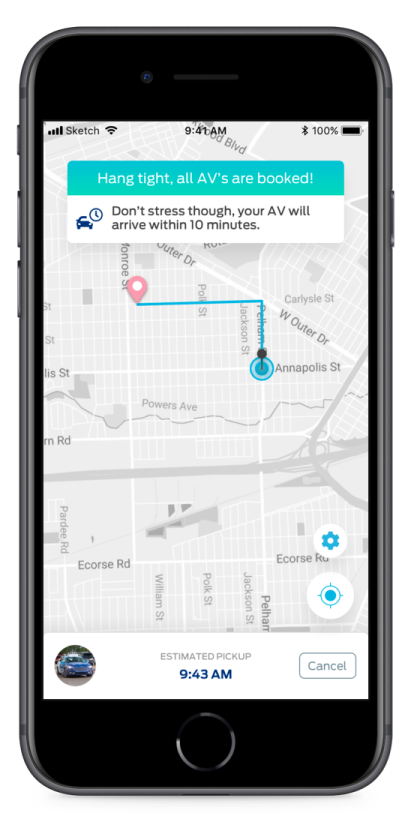 Sketch
9:41 AM
100%
Hang tight, all AV's are booked!
Don't stress though, your AV will
arrive within 10 minutes.
Blvd
Outer Dr
Monroe St
Polk St
Jackson St
Pelham
Carlysle St
W Outer Dr
St
St
lis St
Annapolis St
Powers Ave
rn Rd
Pardee Rd
Ecorse Rd
Ecorse Rd
William St
Polk St
Jackson St
Pelham
ESTIMATED PICKUP
9:43 AM
Cancel